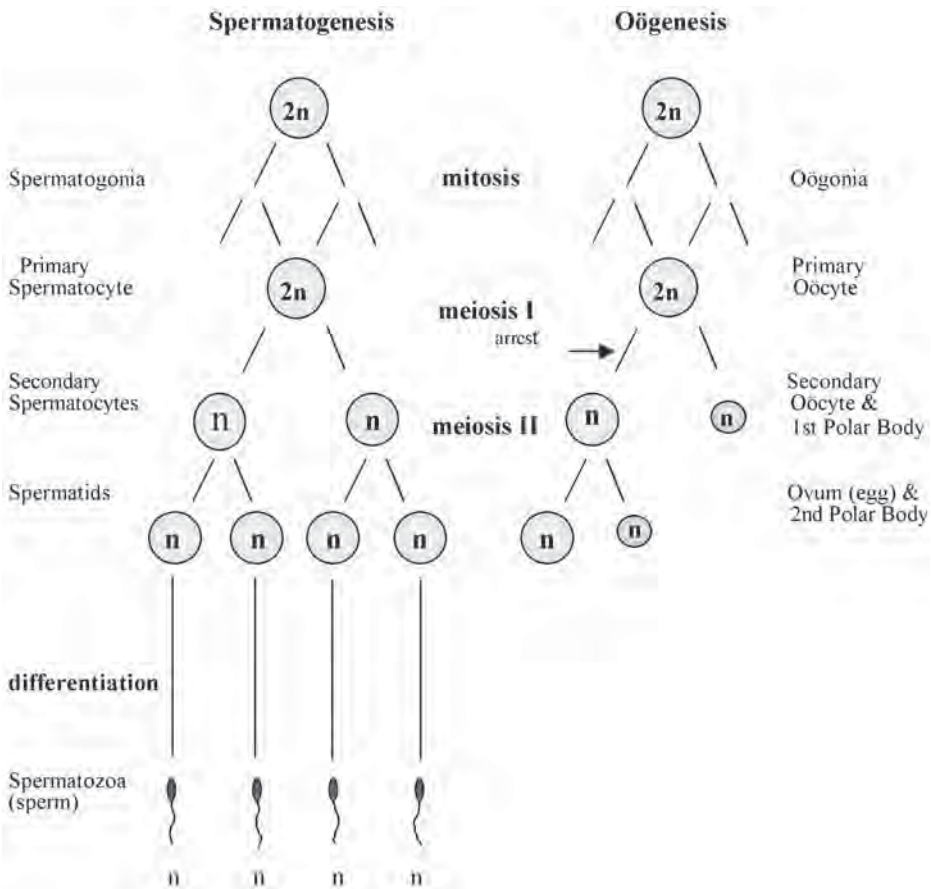 Spermatogenesis
Oögenesis
2n
2n
Spermatogonia
mitosis
Oögonia
Primary
Spermatocyte
2n
2n
Primary
Oöcyte
meiosis I
arrest
Secondary
Spermatocytes
n
n
meiosis II
n
n
Secondary
Oöcyte &
1st Polar Body
Spermatids
n
n
n
n
n
n
Ovum (egg) &
2nd Polar Body
differentiation
Spermatozoa
(sperm)
n
n
n
n